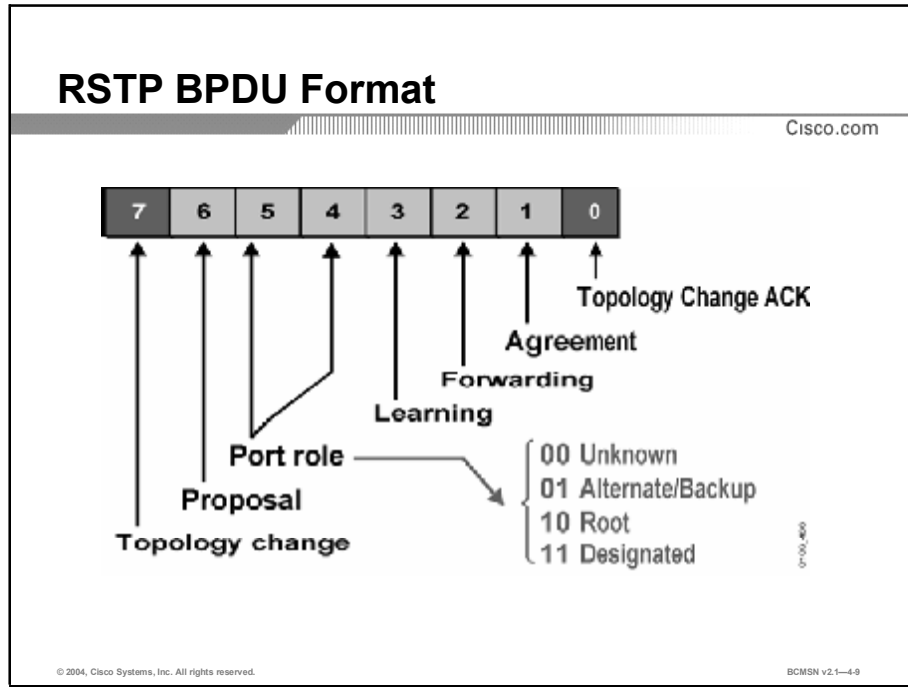 RSTP BPDU Format
Cisco.com
7 6 5 4 3 2 1 0
Topology Change ACK
Agreement
Forwarding
Learning
Port role
Proposal
Topology change
00 Unknown
01 Alternate/Backup
10 Root
11 Designated
© 2004, Cisco Systems, Inc. All rights reserved.
BCMSN v2.1—4-9